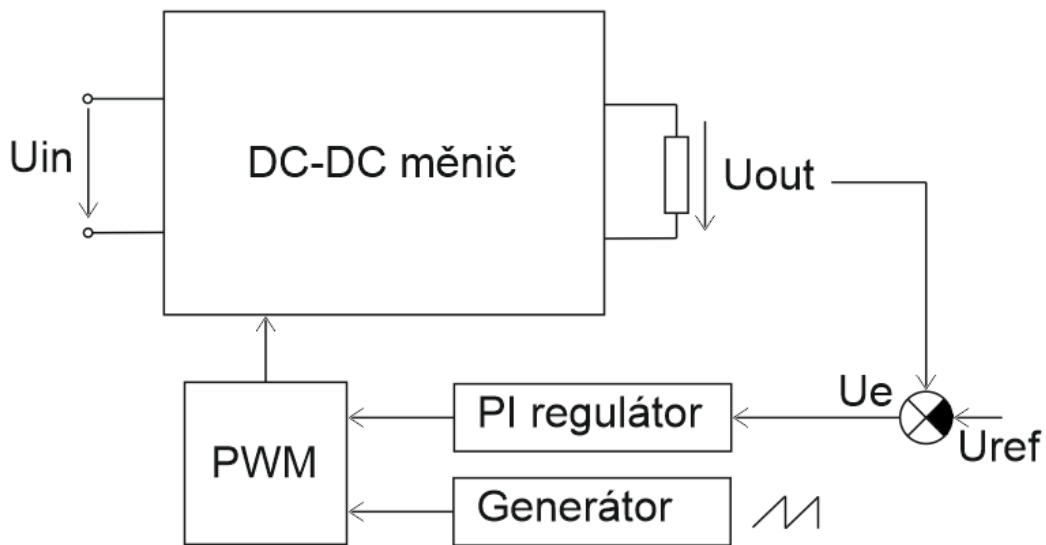 Uin
DC-DC měnič
Uout
PWM
PI regulátor
Ue
Uref
Generátor